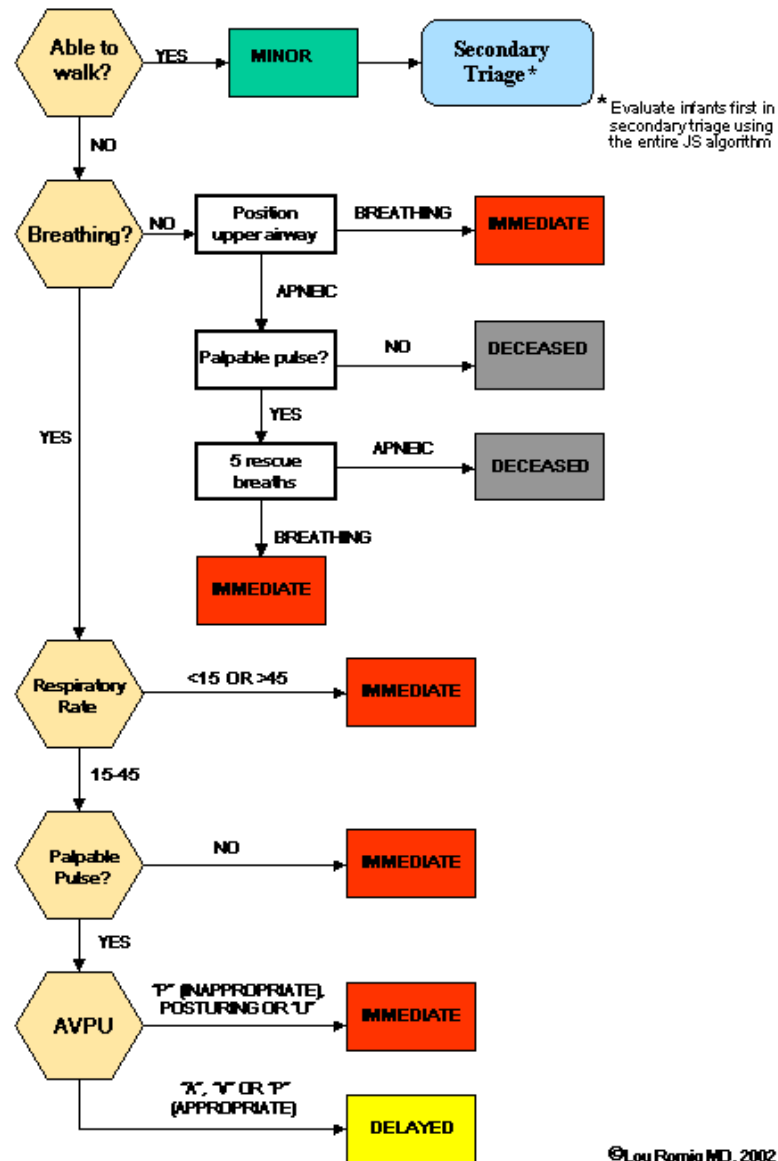 Able to
walk?
YES
MINOR
Secondary
Triage*
* Evaluate infants first in
secondary triage using
the entire JS algorithm
NO
Breathing?
NO
Position
upper airway
BREATHING
IMMEDIATE
APNEIC
Palpable pulse?
NO
DECEASED
YES
YES
5 rescue
breaths
APNEIC
DECEASED
BREATHING
IMMEDIATE
Respiratory
Rate
<15 OR >45
IMMEDIATE
15-45
Palpable
Pulse?
NO
IMMEDIATE
YES
AVPU
"P" (INAPPROPRIATE),
POSTURING OR "U"
IMMEDIATE
"A", "V" OR "P"
(APPROPRIATE)
DELAYED
©Lou Romig MD, 2002